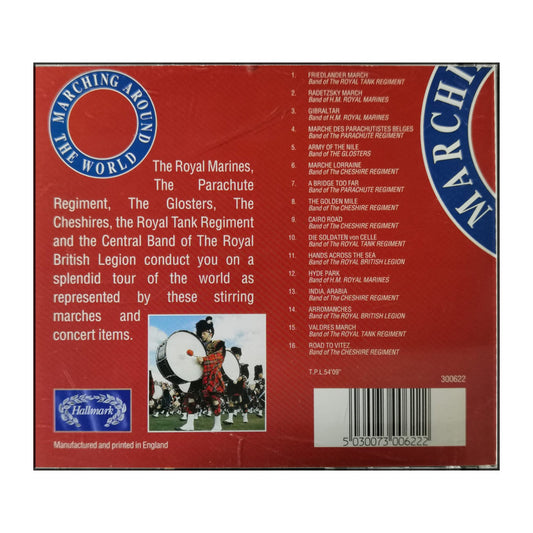 MARCHING AROUND
THE WORLD
The Royal Marines,
The Parachute
Regiment, The Glosters, The
Cheshires, the Royal Tank Regiment
and the Central Band of The Royal
British Legion conduct you on a
splendid tour of the world as
represented by these stirring
marches and
concert items.
Hallmark
Manufactured and printed in England
1. FRIEDLANDER MARCH
Band of The ROYAL TANK REGIMENT
2. RADETZSKY MARCH
Band of H.M. ROYAL MARINES
3. GIBRALTAR
Band of H.M. ROYAL MARINES
4. MARCHE DES PARACHUTISTES BELGES
Band of The PARACHUTE REGIMENT
5. ARMY OF THE NILE
Band of THE GLOSTERS
6. MARCHE LORRAINE
Band of The CHESHIRE REGIMENT
7. A BRIDGE TOO FAR
Band of The PARACHUTE REGIMENT
8. THE GOLDEN MILE
Band of The CHESHIRE REGIMENT
9. CAIRO ROAD
Band of The CHESHIRE REGIMENT
10. DIE SOLDATEN von CELLE
Band of The ROYAL TANK REGIMENT
11. HANDS ACROSS THE SEA
Band of The ROYAL BRITISH LEGION
12. HYDE PARK
Band of H.M. ROYAL MARINES
13. INDIA, ARABIA
Band of The CHESHIRE REGIMENT
14. ARROMANCHES
Band of The ROYAL BRITISH LEGION
15. VALDRES MARCH
Band of The ROYAL TANK REGIMENT
16. ROAD TO VITEZ
Band of The CHESHIRE REGIMENT
T.P.L.54'09"
300622
5 030073 006222
MARCHI